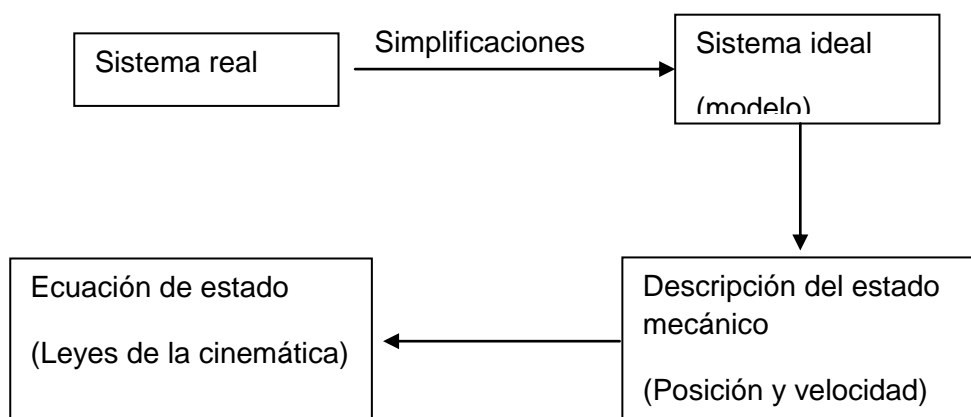 Sistema real
Simplificaciones
Sistema ideal
(modelo)
Descripción del estado
mecánico
(Posición y velocidad)
Ecuación de estado
(Leyes de la cinemática)